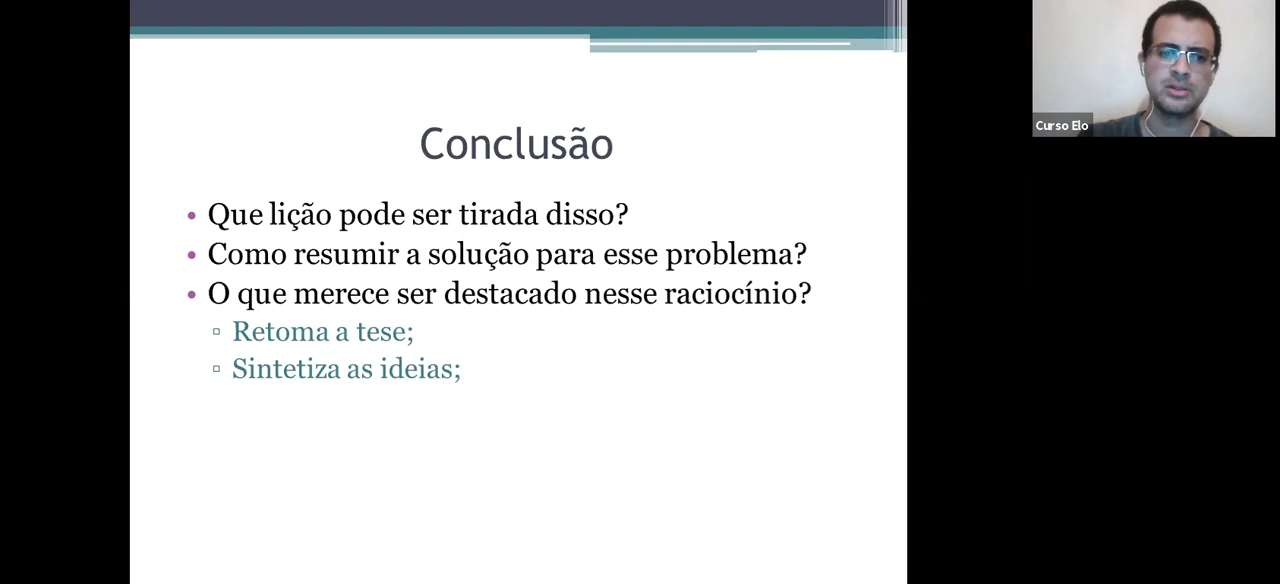 Conclusão
• Que lição pode ser tirada disso?
• Como resumir a solução para esse problema?
• O que merece ser destacado nesse raciocínio?
▫ Retoma a tese;
▫ Sintetiza as ideias;
Curso Elo